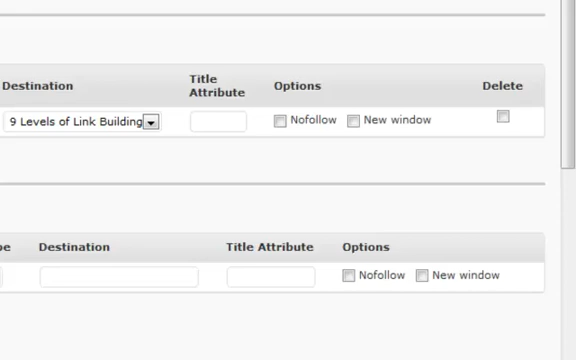 Destination Title Attribute Options Delete
9 Levels of Link Building Nofollow New window
Destination Title Attribute Options
Nofollow New window